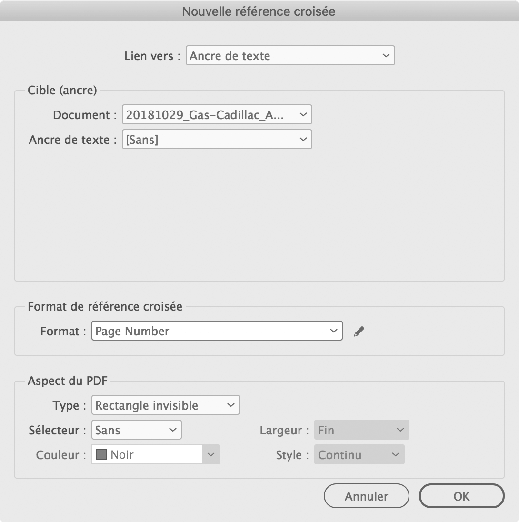 Nouvelle référence croisée
Lien vers : Ancre de texte
Cible (ancre)
Document : 20181029_Gas-Cadillac_A...
Ancre de texte : [Sans]
Format de référence croisée
Format : Page Number
Aspect du PDF
Type : Rectangle invisible
Sélecteur : Sans Largeur : Fin
Couleur : Noir Style : Continu
Annuler OK